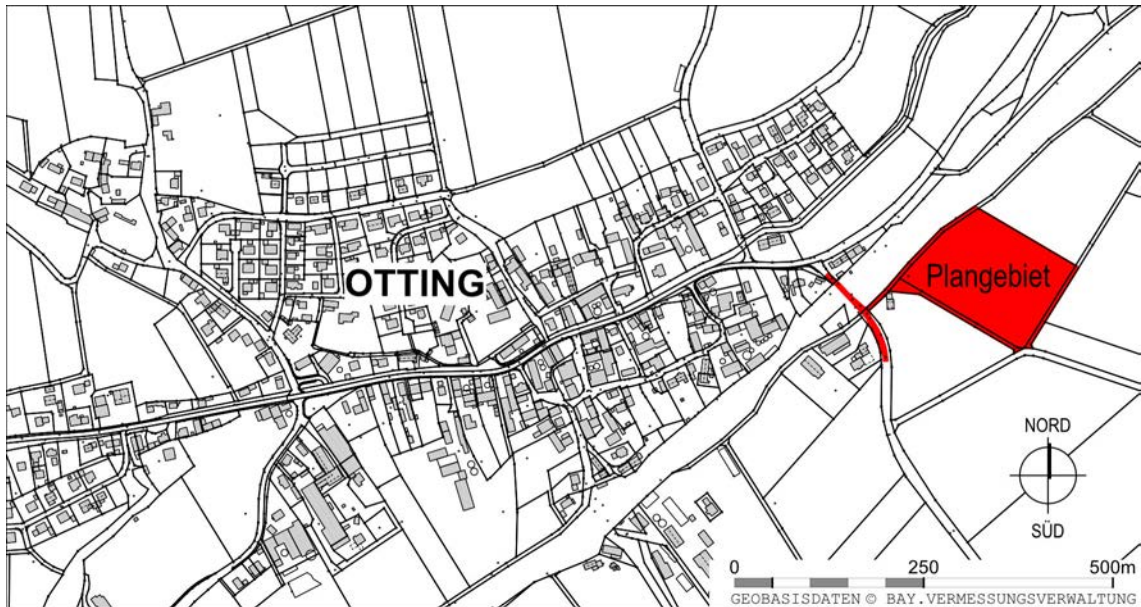 OTTING
Plangebiet
NORD
SÜD
0 250 500m
GEOBASISDATEN © BAY.VERMESSUNGSVERWALTUNG